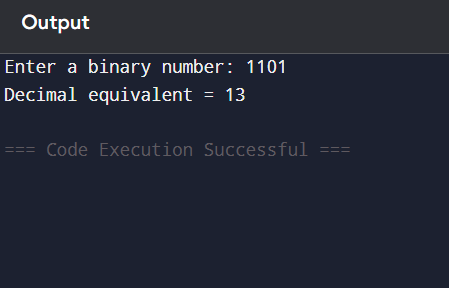 Output
Enter a binary number: 1101
Decimal equivalent = 13
=== Code Execution Successful ===